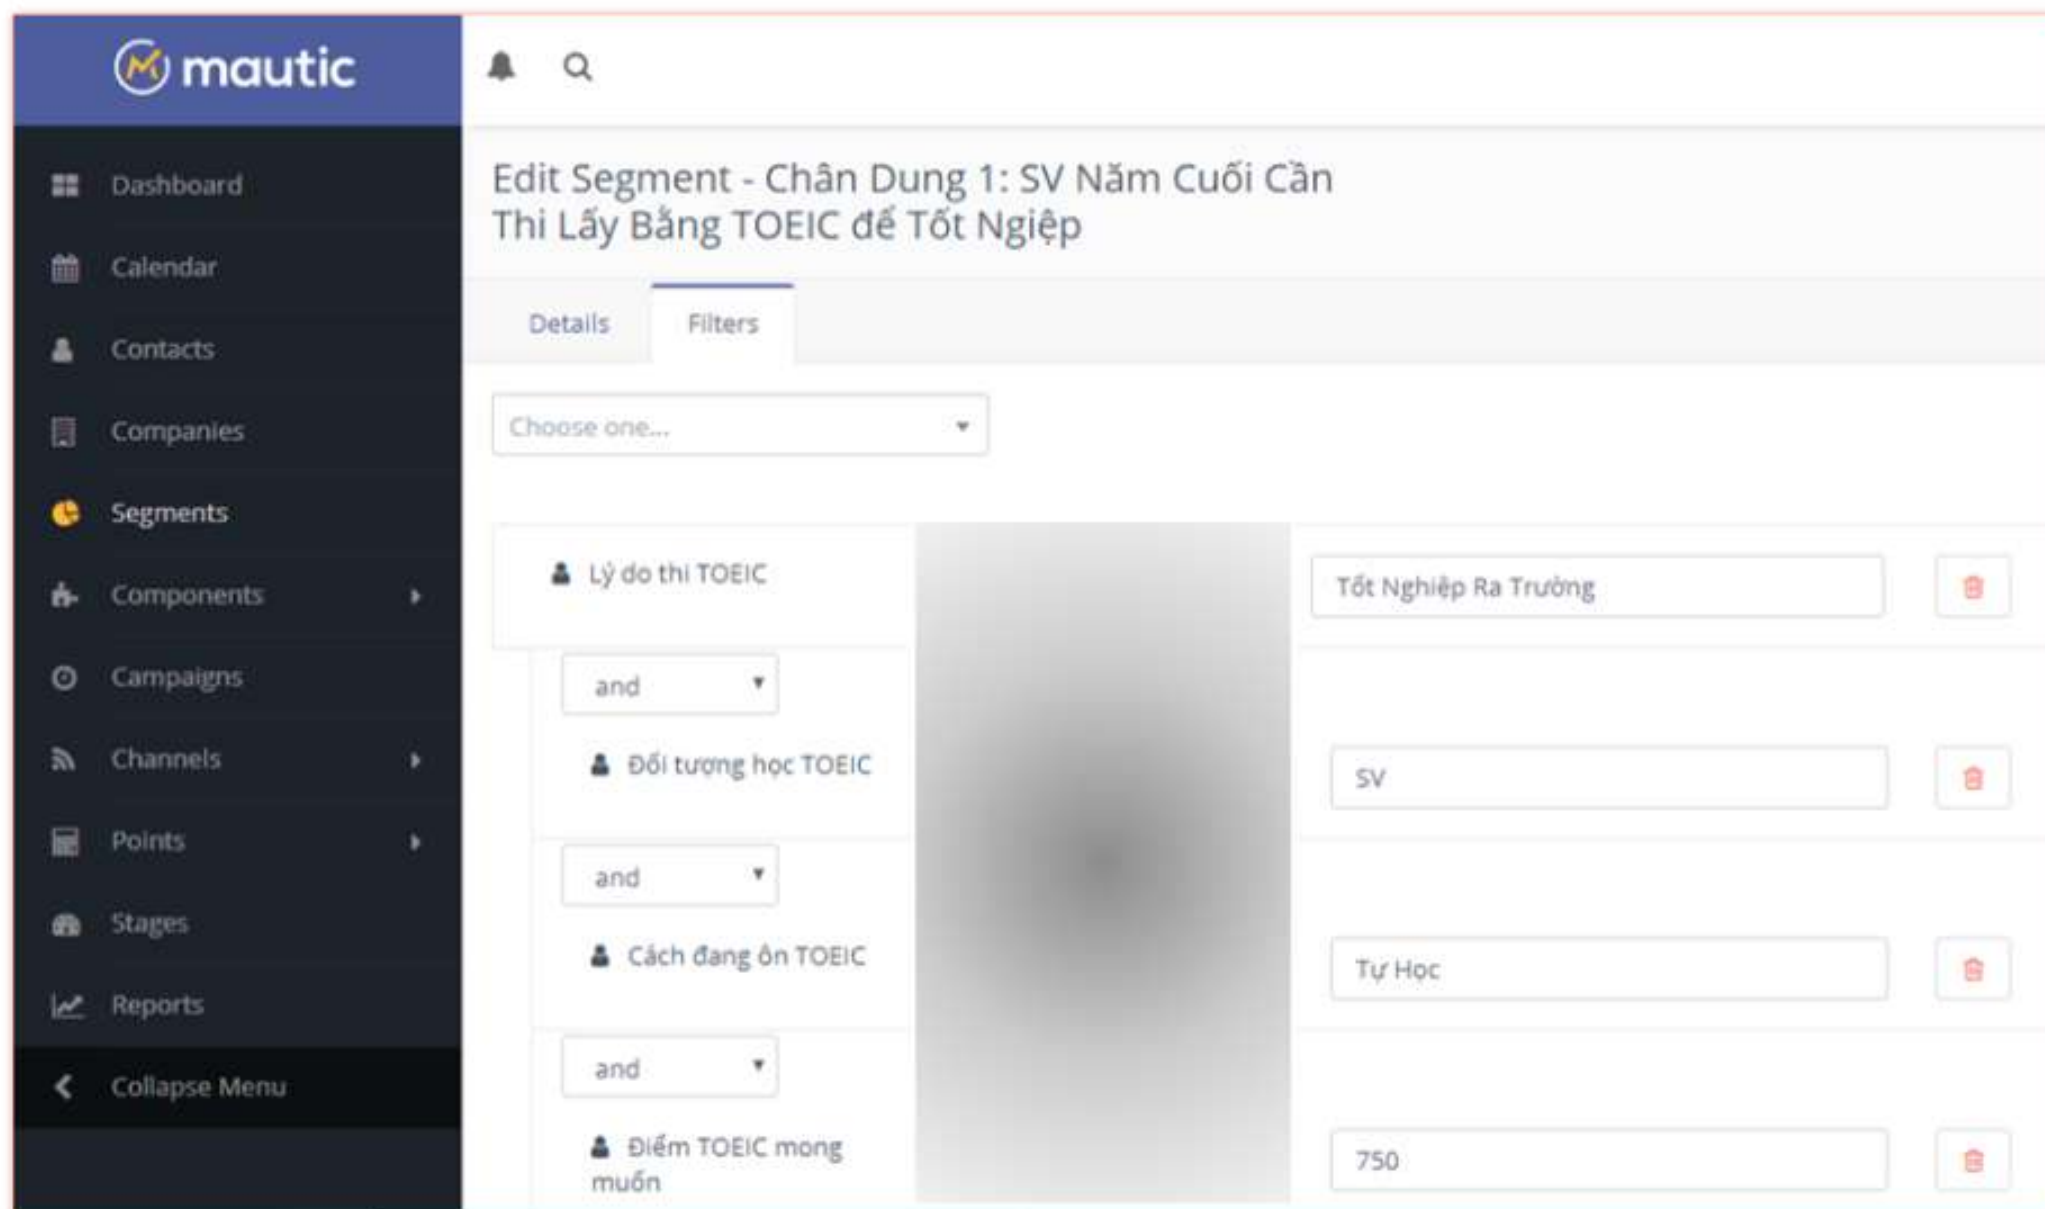 mautic
Dashboard
Calendar
Contacts
Companies
Segments
Components
Campaigns
Channels
Points
Stages
Reports
Collapse Menu
Edit Segment - Chân Dung 1: SV Năm Cuối Cần
Thi Lấy Bằng TOEIC để Tốt Ngiệp
Details Filters
Choose one...
Lý do thi TOEIC Tốt Nghiệp Ra Trường
and
Đối tượng học TOEIC SV
and
Cách đang ôn TOEIC Tự Học
and
Điểm TOEIC mong 750
muốn